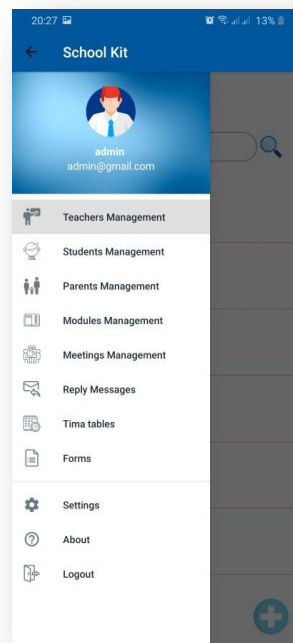 20:27 13%
School Kit
admin
admin@gmail.com
Teachers Management
Students Management
Parents Management
Modules Management
Meetings Management
Reply Messages
Tima tables
Forms
Settings
About
Logout